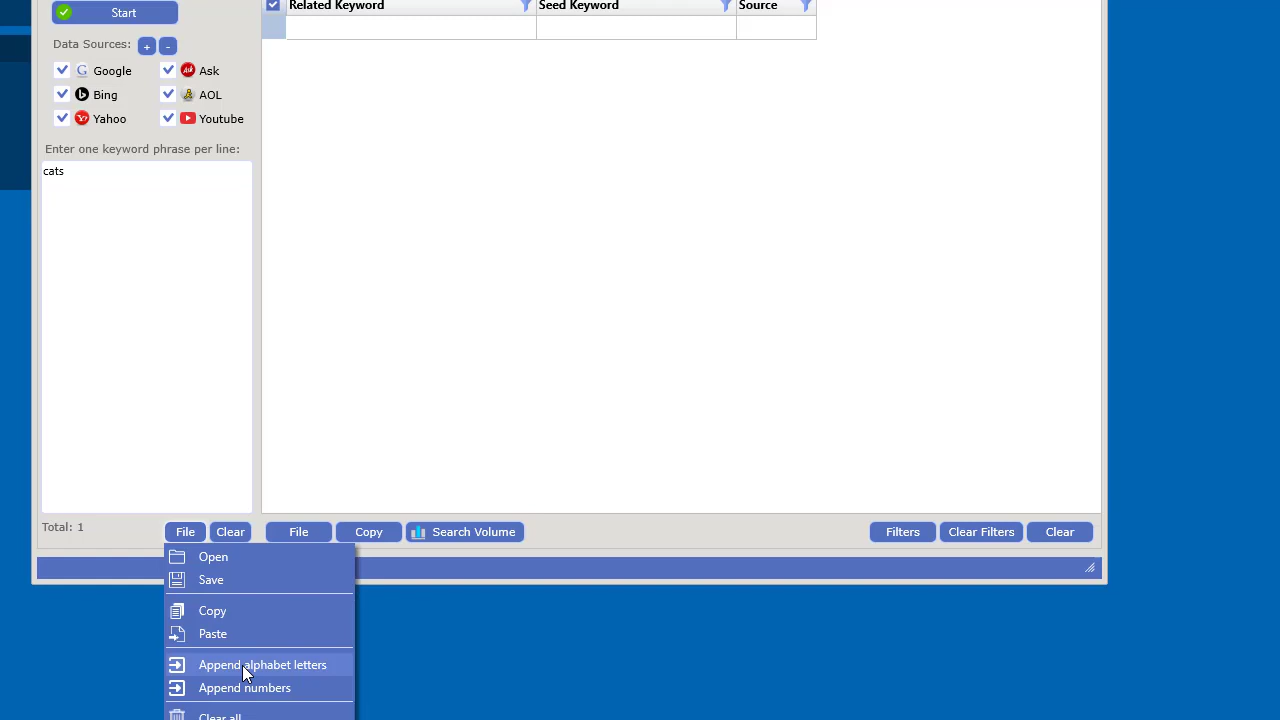 Start
Related Keyword Seed Keyword Source
Data Sources: + -
Google Ask
Bing AOL
Yahoo Youtube
Enter one keyword phrase per line:
cats
Total: 1 File Clear File Copy Search Volume Filters Clear Filters Clear
Open
Save
Copy
Paste
Append alphabet letters
Append numbers
Clear all